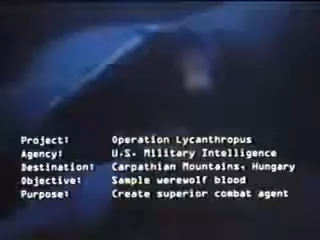 Project: Operation Lycanthropus
Agency: U.S. Military Intelligence
Destination: Carpathian Mountains, Hungary
Objective: Sample werewolf blood
Purpose: Create superior combat agent